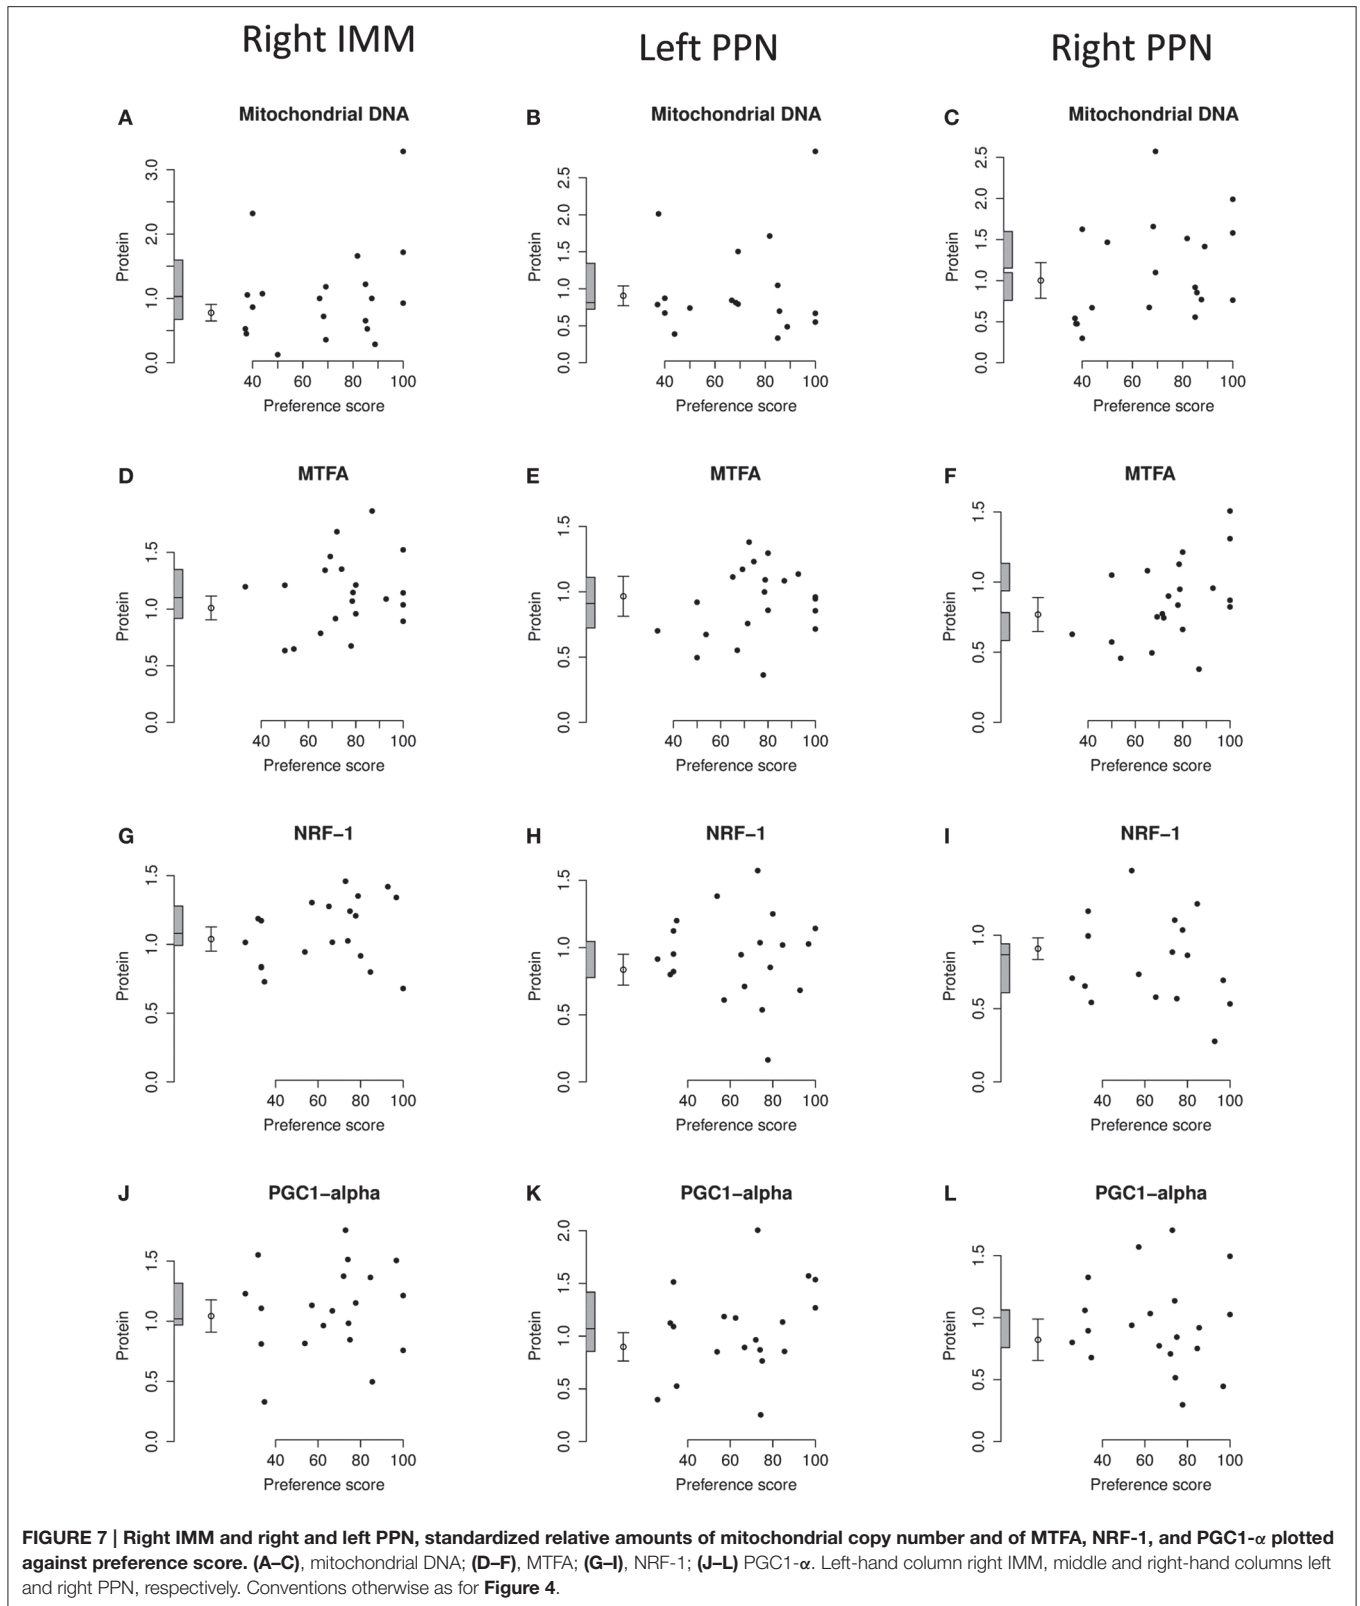 Right IMM
Left PPN
Right PPN
A
Mitochondrial DNA
B
Mitochondrial DNA
C
Mitochondrial DNA
Protein
0.0
1.0
2.0
3.0
40
60
80
100
Preference score
Protein
0.0
0.5
1.0
1.5
2.0
2.5
40
60
80
100
Preference score
Protein
0.0
0.5
1.0
1.5
2.0
2.5
40
60
80
100
Preference score
D
MTFA
E
MTFA
F
MTFA
Protein
0.0
0.5
1.0
1.5
40
60
80
100
Preference score
Protein
0.0
0.5
1.0
1.5
40
60
80
100
Preference score
Protein
0.0
0.5
1.0
1.5
40
60
80
100
Preference score
G
NRF–1
H
NRF–1
I
NRF–1
Protein
0.0
0.5
1.0
1.5
40
60
80
100
Preference score
Protein
0.0
0.5
1.0
1.5
40
60
80
100
Preference score
Protein
0.0
0.5
1.0
40
60
80
100
Preference score
J
PGC1–alpha
K
PGC1–alpha
L
PGC1–alpha
Protein
0.0
0.5
1.0
1.5
40
60
80
100
Preference score
Protein
0.0
0.5
1.0
1.5
2.0
40
60
80
100
Preference score
Protein
0.0
0.5
1.0
1.5
40
60
80
100
Preference score
FIGURE 7 | Right IMM and right and left PPN, standardized relative amounts of mitochondrial copy number and of MTFA, NRF-1, and PGC1-α plotted
against preference score. (A–C), mitochondrial DNA; (D–F), MTFA; (G–I), NRF-1; (J–L) PGC1-α. Left-hand column right IMM, middle and right-hand columns left
and right PPN, respectively. Conventions otherwise as for Figure 4.